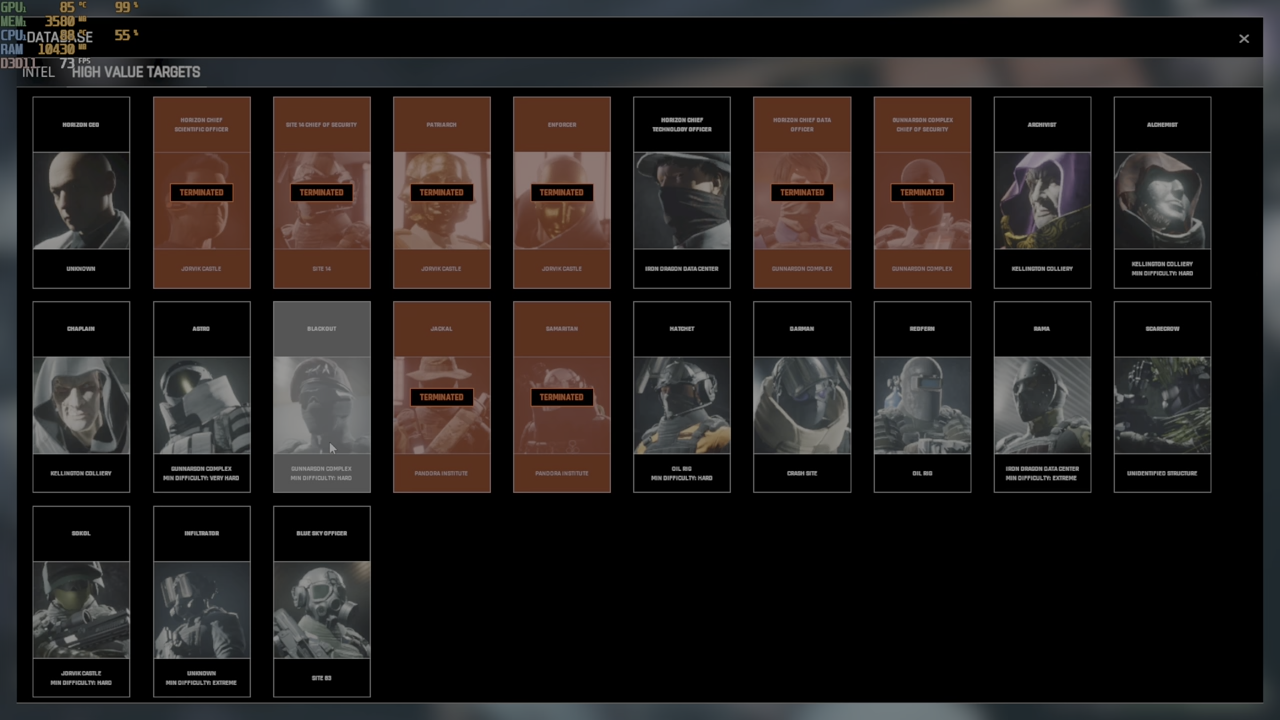 GPU: 85 °C 99 %
MEM: 3580 MB
CPU: 88 °C 55 %
RAM 10430 MB
D3D11 73 FPS
DATABASE
INTEL HIGH VALUE TARGETS
HORIZON CEO
UNKNOWN
HORIZON CHIEF
SCIENTIFIC OFFICER
TERMINATED
JORVIK CASTLE
SITE 14 CHIEF OF SECURITY
TERMINATED
SITE 14
PATRIARCH
TERMINATED
JORVIK CASTLE
ENFORCER
TERMINATED
JORVIK CASTLE
HORIZON CHIEF
TECHNOLOGY OFFICER
IRON DRAGON DATA CENTER
HORIZON CHIEF DATA
OFFICER
TERMINATED
GUNNARSON COMPLEX
GUNNARSON COMPLEX
CHIEF OF SECURITY
TERMINATED
GUNNARSON COMPLEX
ARCHIVIST
KELLINGTON COLLIERY
ALCHEMIST
KELLINGTON COLLIERY
MIN DIFFICULTY: HARD
CHAPLAIN
KELLINGTON COLLIERY
ASTRO
GUNNARSON COMPLEX
MIN DIFFICULTY: VERY HARD
BLACKOUT
GUNNARSON COMPLEX
MIN DIFFICULTY: HARD
JACKAL
TERMINATED
PANDORA INSTITUTE
SAMARITAN
TERMINATED
PANDORA INSTITUTE
HATCHET
OIL RIG
MIN DIFFICULTY: HARD
GARMAN
CRASH SITE
REDFERN
OIL RIG
RAMA
IRON DRAGON DATA CENTER
MIN DIFFICULTY: EXTREME
SCARECROW
UNIDENTIFIED STRUCTURE
SOKOL
JORVIK CASTLE
MIN DIFFICULTY: HARD
INFILTRATOR
UNKNOWN
MIN DIFFICULTY: EXTREME
BLUE SKY OFFICER
SITE 83